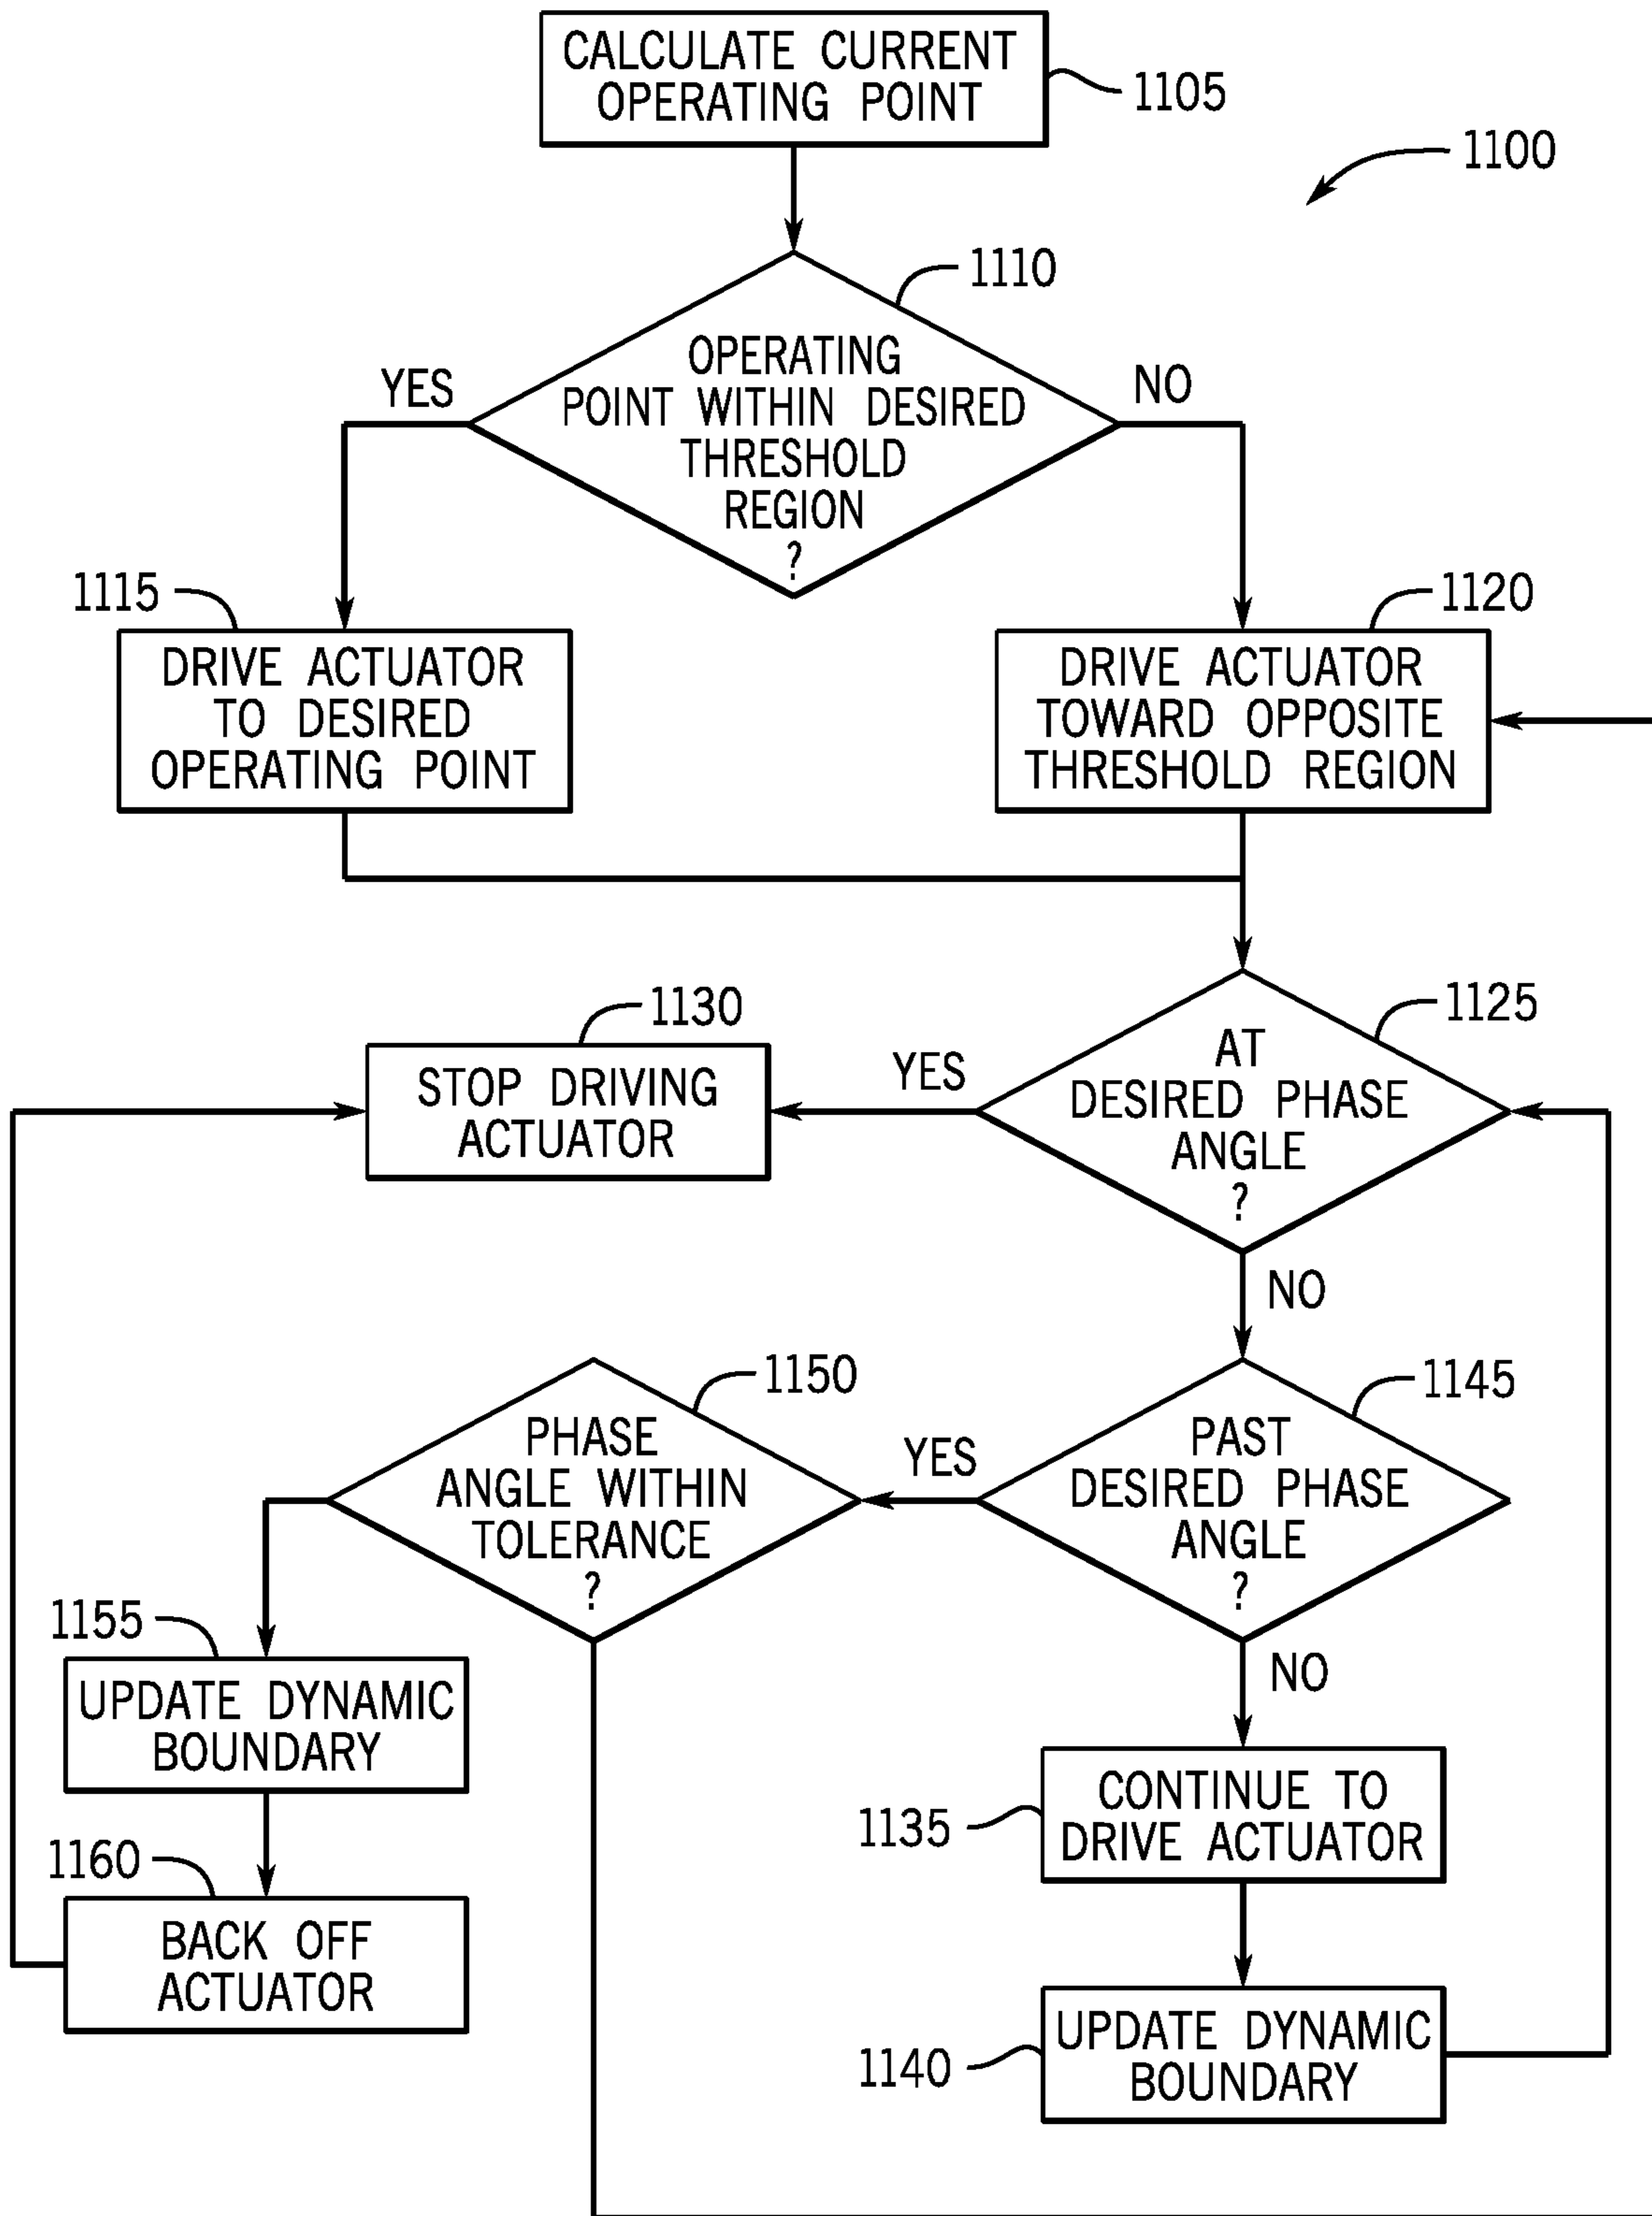 CALCULATE CURRENT
OPERATING POINT
1105
1100
1110
OPERATING
POINT WITHIN DESIRED
THRESHOLD
REGION
?
YES
NO
1115
DRIVE ACTUATOR
TO DESIRED
OPERATING POINT
1120
DRIVE ACTUATOR
TOWARD OPPOSITE
THRESHOLD REGION
1125
AT
DESIRED PHASE
ANGLE
?
YES
1130
STOP DRIVING
ACTUATOR
NO
1145
PAST
DESIRED PHASE
ANGLE
?
YES
1150
PHASE
ANGLE WITHIN
TOLERANCE
?
NO
1155
UPDATE DYNAMIC
BOUNDARY
1160
BACK OFF
ACTUATOR
1135
CONTINUE TO
DRIVE ACTUATOR
1140
UPDATE DYNAMIC
BOUNDARY